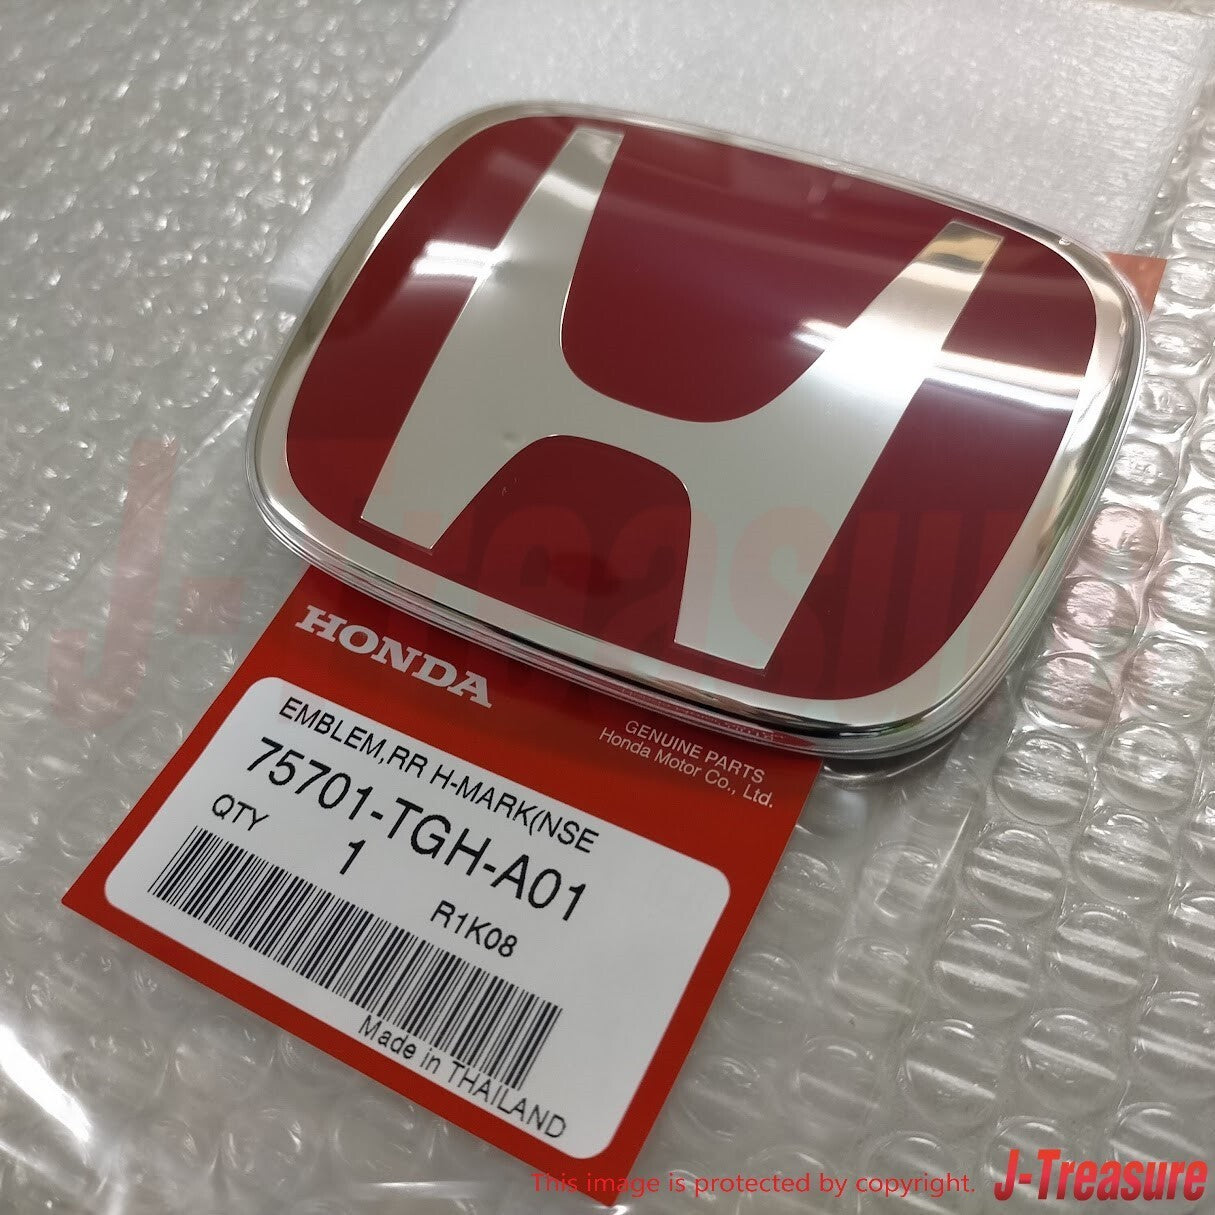 J-Treasure
HONDA
GENUINE PARTS
Honda Motor Co., Ltd.
EMBLEM,RR H-MARK(NSE
75701-TGH-A01
QTY
1
R1K08
Made in THAILAND
This image is protected by copyright.
J-Treasure